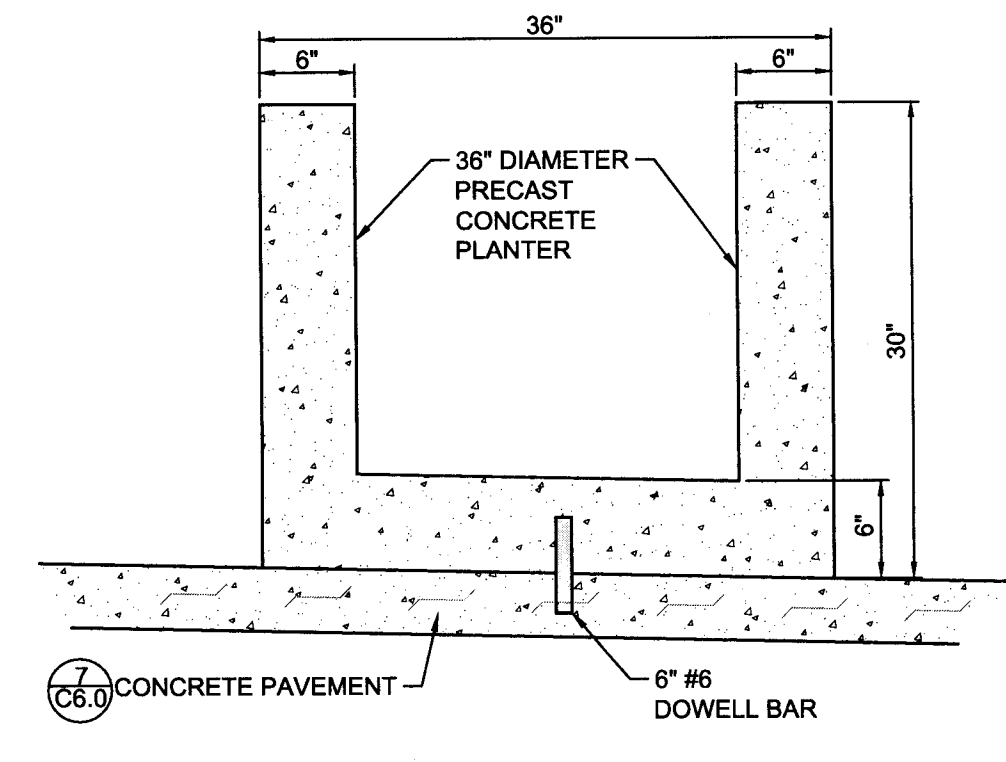 36"
6"
6"
36" DIAMETER
PRECAST
CONCRETE
PLANTER
30"
6"
7
C6.0
CONCRETE PAVEMENT
6" #6
DOWELL BAR